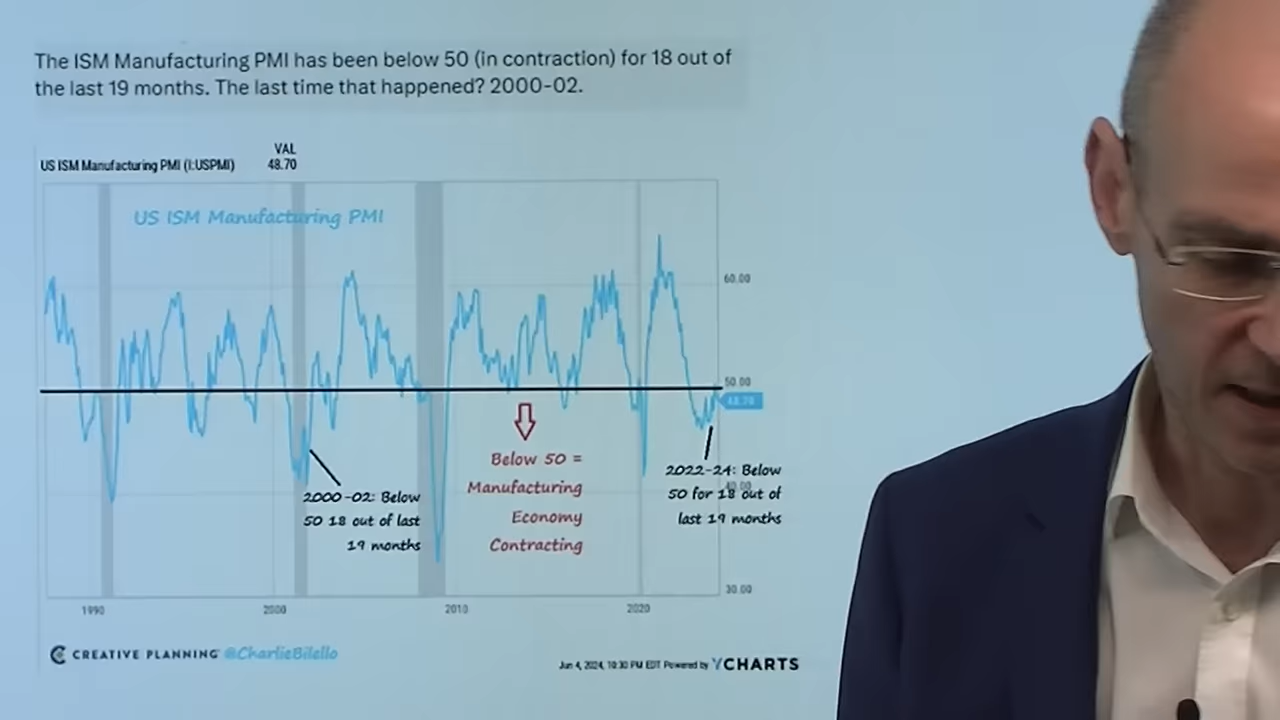 The ISM Manufacturing PMI has been below 50 (in contraction) for 18 out of
the last 19 months. The last time that happened? 2000-02.
VAL
US ISM Manufacturing PMI (I:USPMI) 48.70
US ISM Manufacturing PMI
60.00
50.00
48.70
Below 50 =
Manufacturing
Economy
Contracting
2022-24: Below
50 for 18 out of
last 19 months
40.00
2000-02: Below
50 18 out of last
19 months
30.00
1990 2000 2010 2020
CREATIVE PLANNING @CharlieBilello
Jun 4, 2024, 10:30 PM EDT Powered by YCHARTS